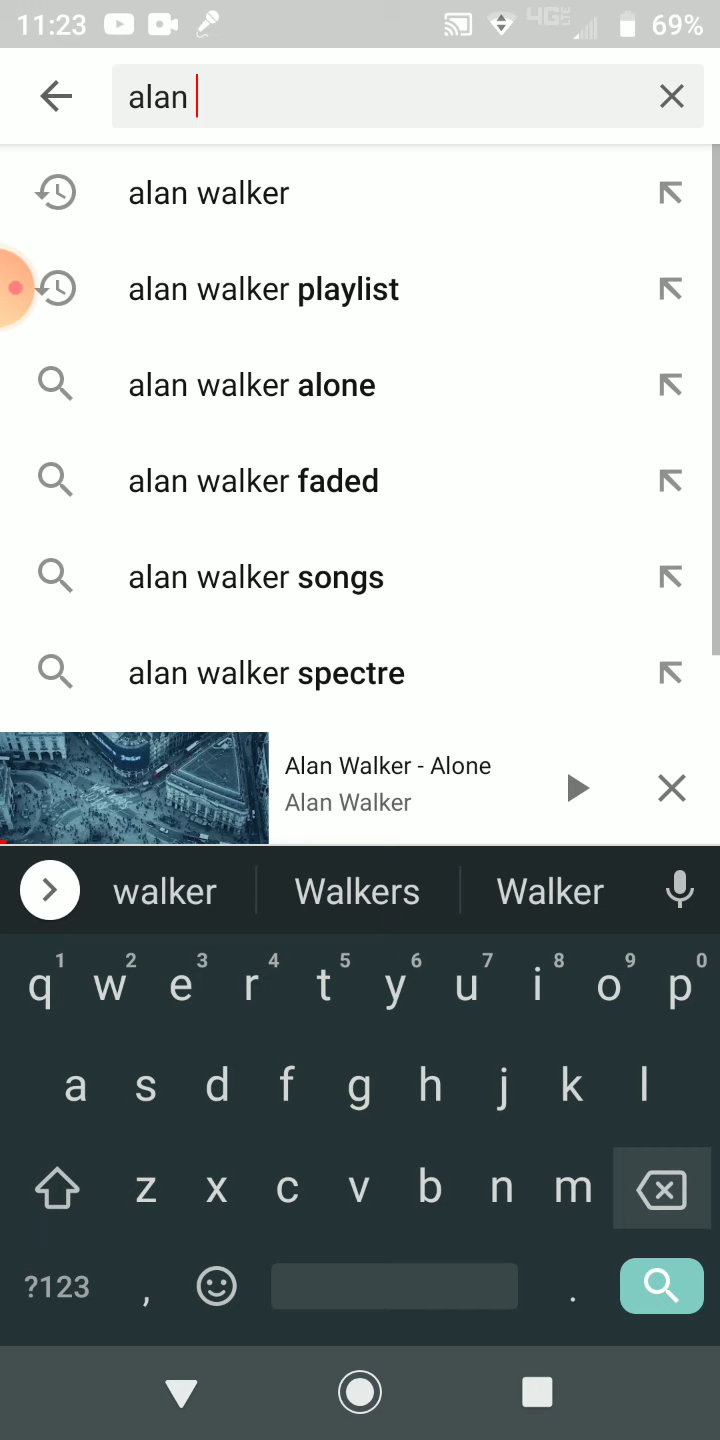 11:23 4G LTE 69%
alan
alan walker
alan walker playlist
alan walker alone
alan walker faded
alan walker songs
alan walker spectre
Alan Walker - Alone
Alan Walker
walker Walkers Walker
1 2 3 4 5 6 7 8 9 0
q w e r t y u i o p
a s d f g h j k l
z x c v b n m
?123 , .